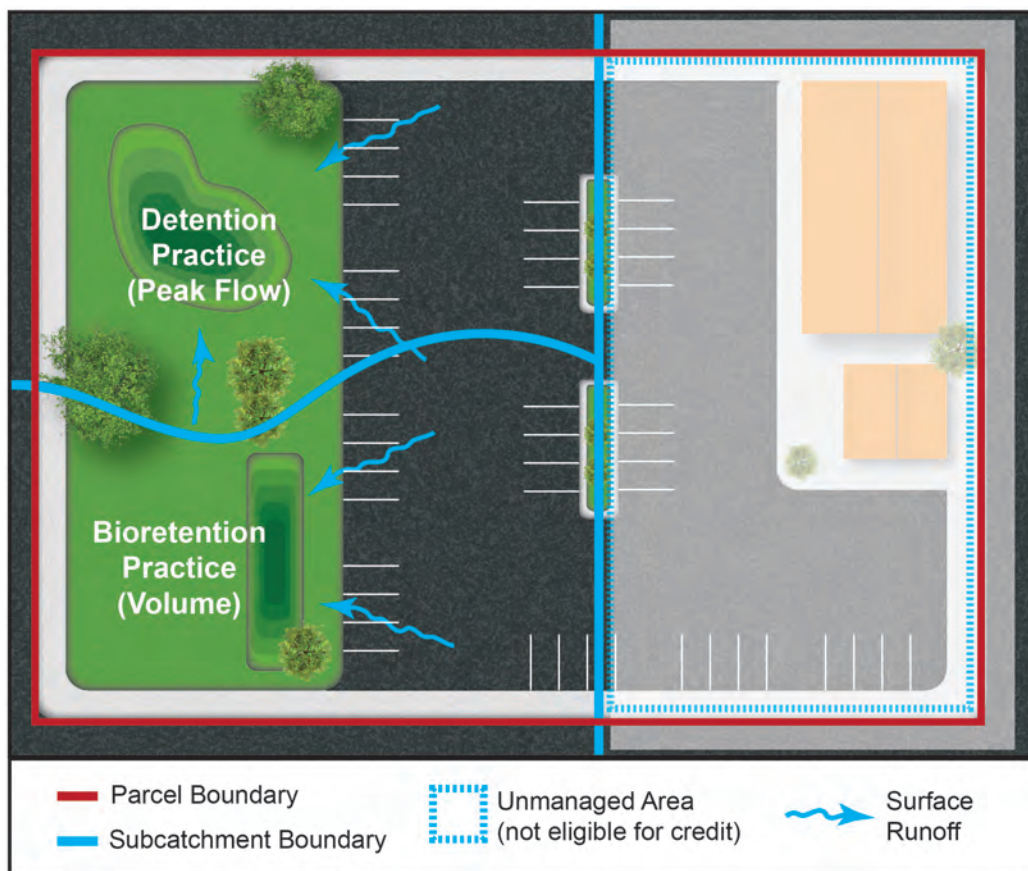 Detention
Practice
(Peak Flow)
Bioretention
Practice
(Volume)
Parcel Boundary
Subcatchment Boundary
Unmanaged Area
(not eligible for credit)
Surface
Runoff